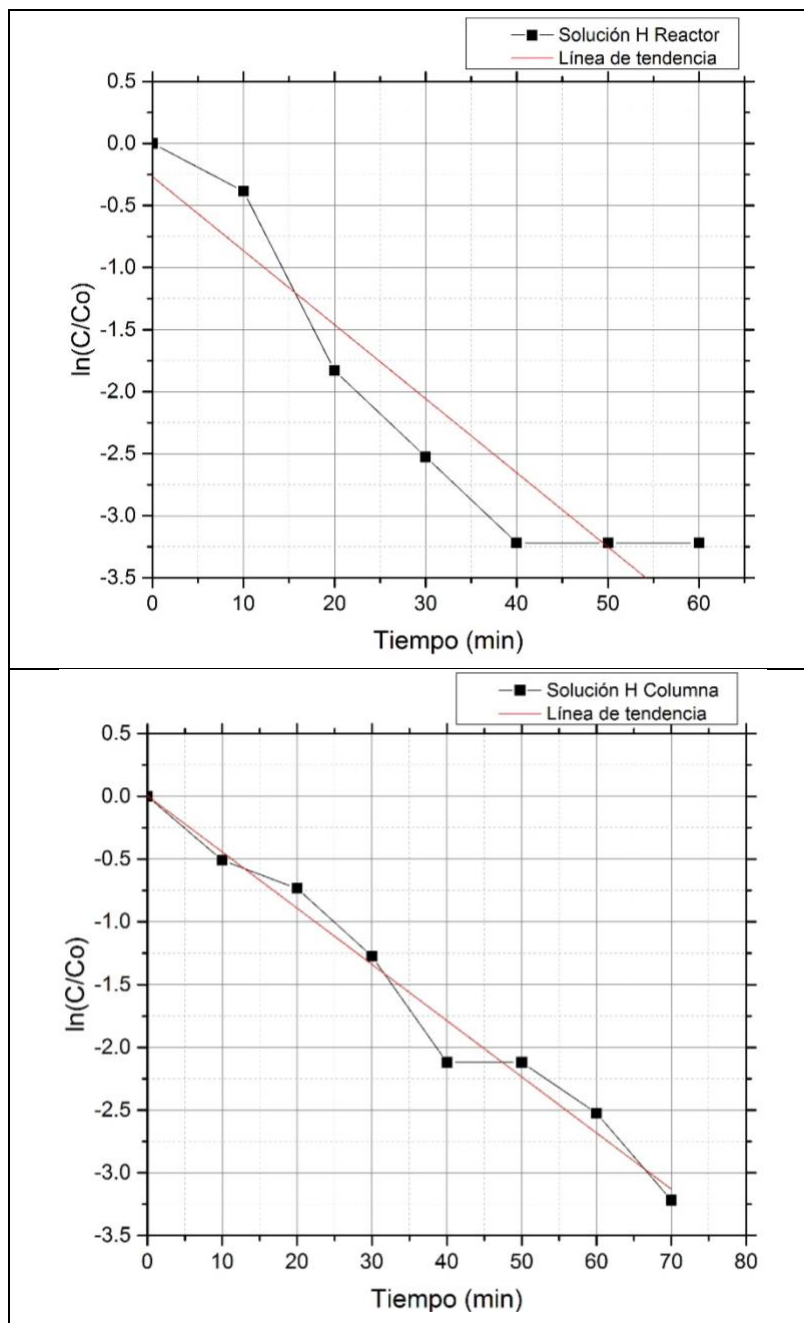 Solución H Reactor
Línea de tendencia
0.5
0.0
-0.5
-1.0
-1.5
-2.0
-2.5
-3.0
-3.5
ln(C/Co)
0 10 20 30 40 50 60
Tiempo (min)
Solución H Columna
Línea de tendencia
0.5
0.0
-0.5
-1.0
-1.5
-2.0
-2.5
-3.0
-3.5
ln(C/Co)
0 10 20 30 40 50 60 70 80
Tiempo (min)